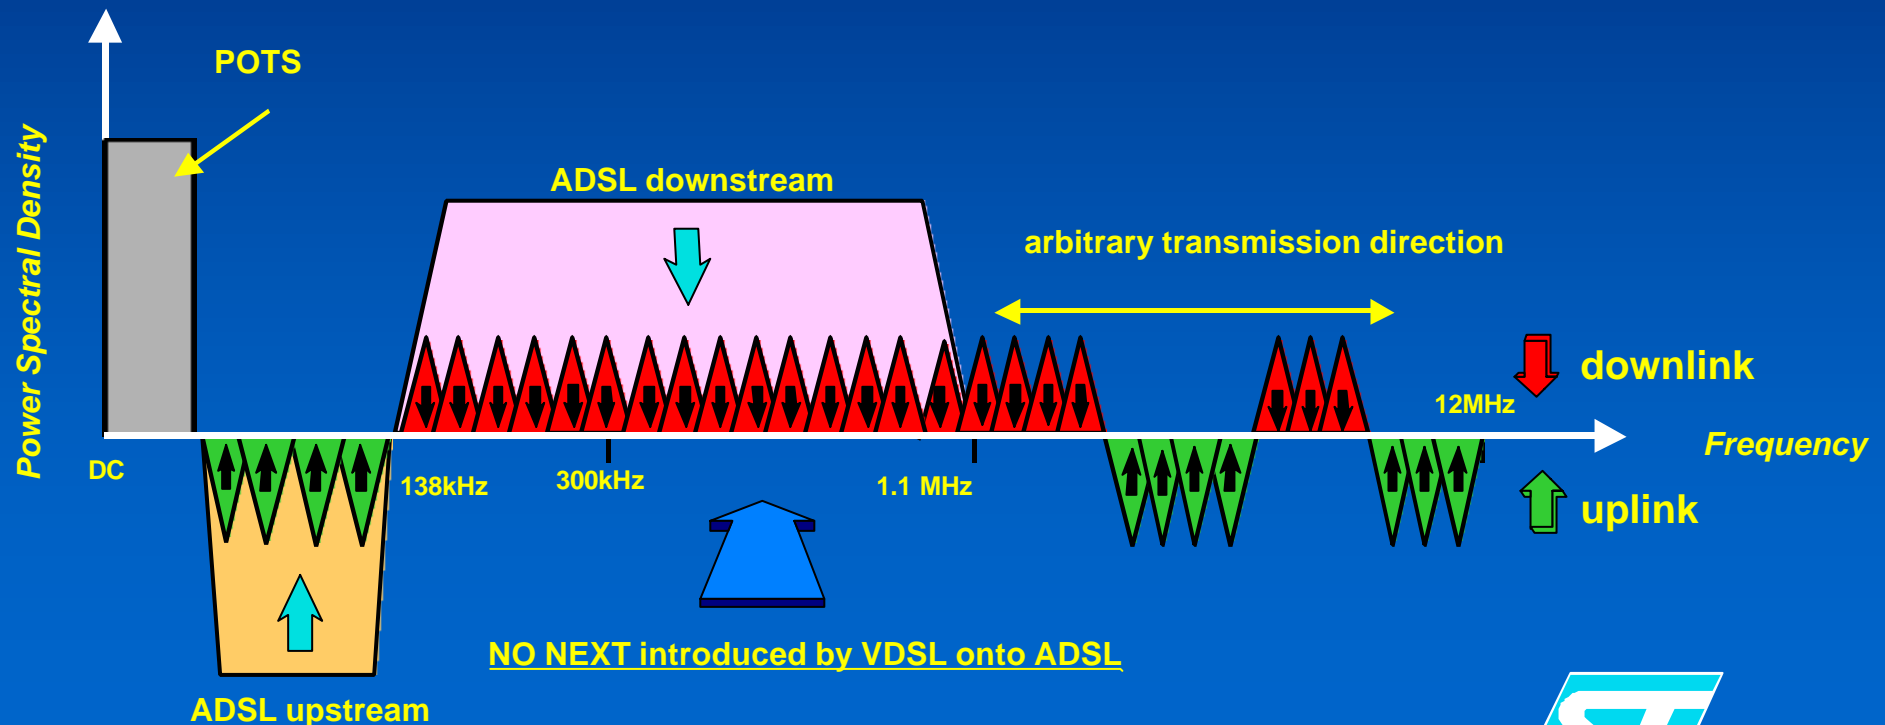 POTS
Power Spectral Density
ADSL downstream
arbitrary transmission direction
downlink
12MHz
Frequency
DC
138kHz
300kHz
1.1 MHz
uplink
NO NEXT introduced by VDSL onto ADSL
ADSL upstream
ST